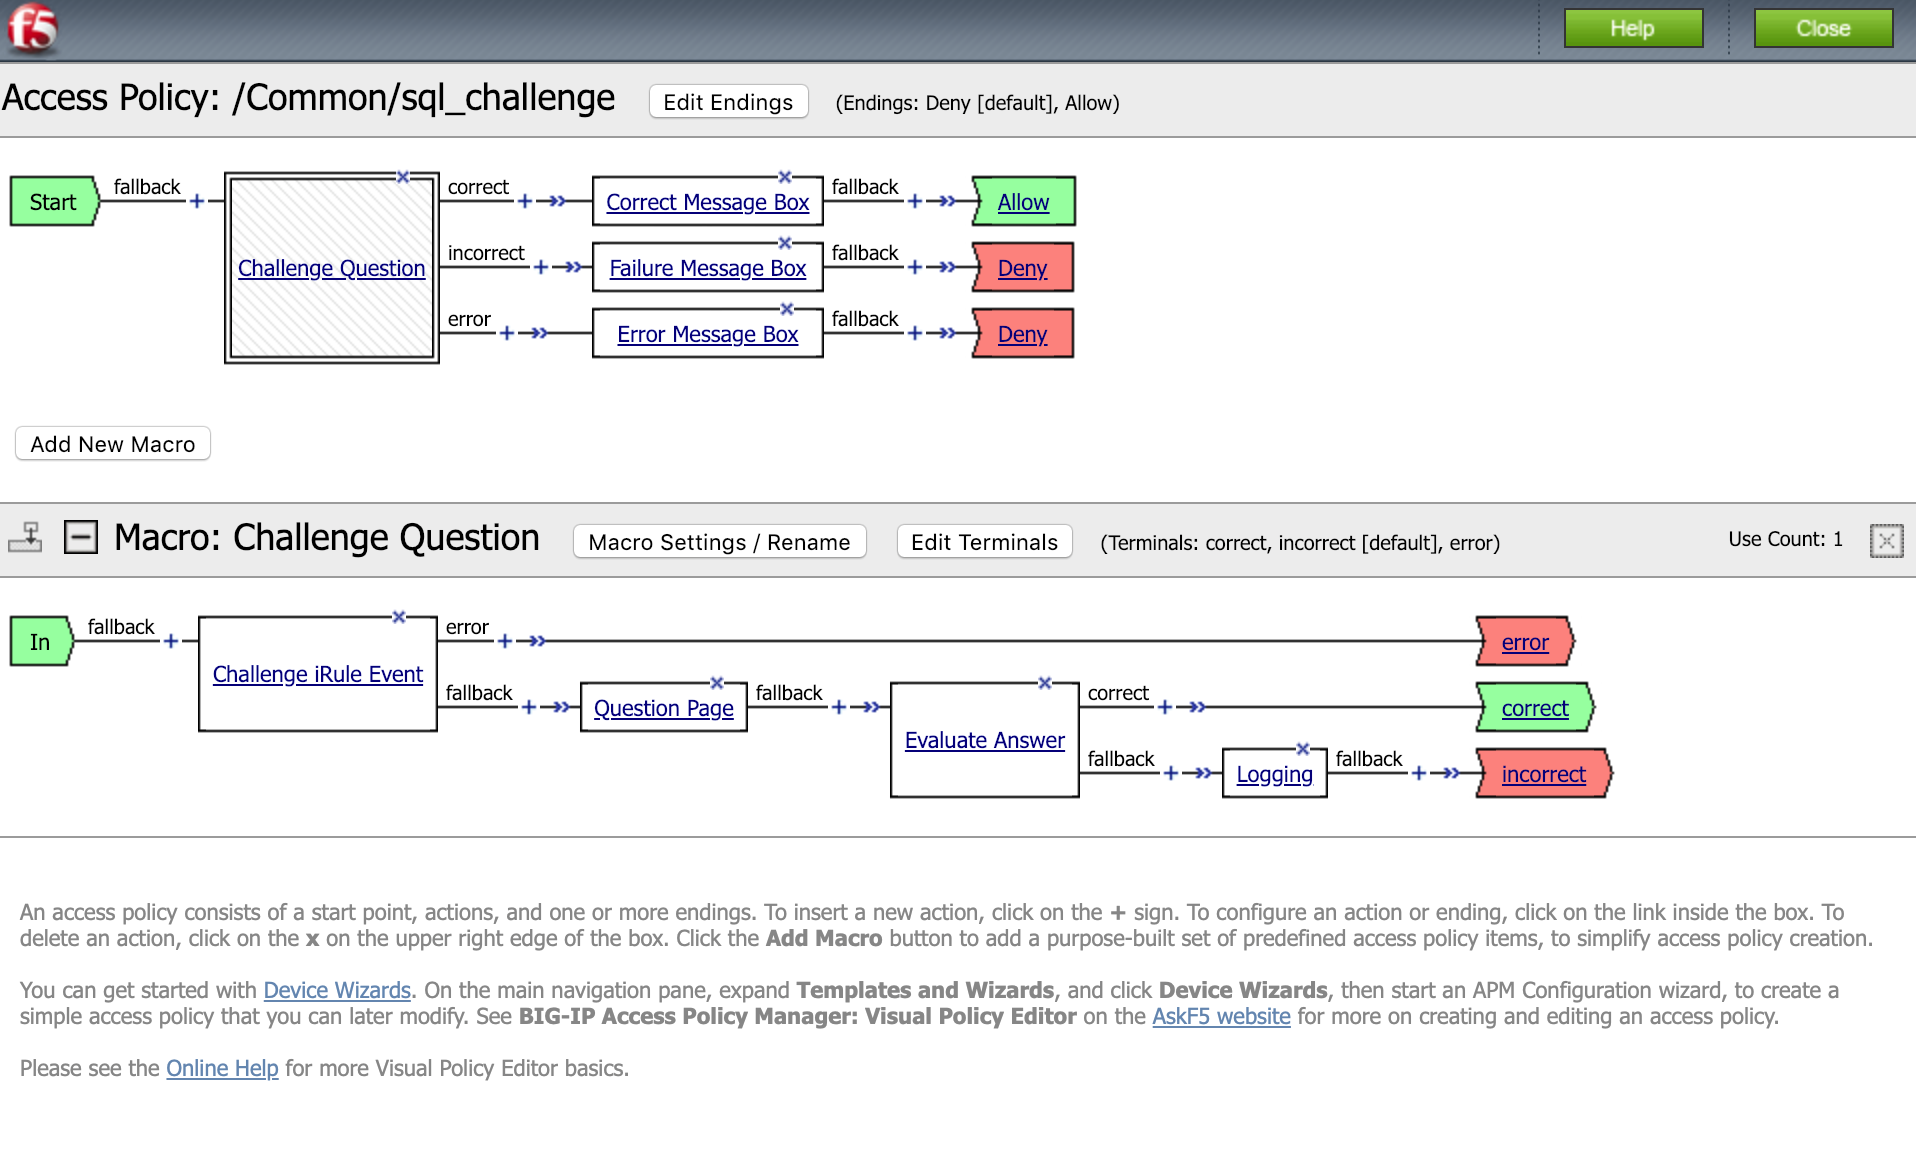 f5 Help Close
Access Policy: /Common/sql_challenge Edit Endings (Endings: Deny [default], Allow)
Start fallback + Challenge Question correct + Correct Message Box fallback + Allow
incorrect + Failure Message Box fallback + Deny
error + Error Message Box fallback + Deny
Add New Macro
Macro: Challenge Question Macro Settings / Rename Edit Terminals (Terminals: correct, incorrect [default], error) Use Count: 1
In fallback + Challenge iRule Event error + error
fallback + Question Page fallback + Evaluate Answer correct + correct
fallback + Logging fallback + incorrect
An access policy consists of a start point, actions, and one or more endings. To insert a new action, click on the + sign. To configure an action or ending, click on the link inside the box. To
delete an action, click on the x on the upper right edge of the box. Click the Add Macro button to add a purpose-built set of predefined access policy items, to simplify access policy creation.
You can get started with Device Wizards. On the main navigation pane, expand Templates and Wizards, and click Device Wizards, then start an APM Configuration wizard, to create a
simple access policy that you can later modify. See BIG-IP Access Policy Manager: Visual Policy Editor on the AskF5 website for more on creating and editing an access policy.
Please see the Online Help for more Visual Policy Editor basics.